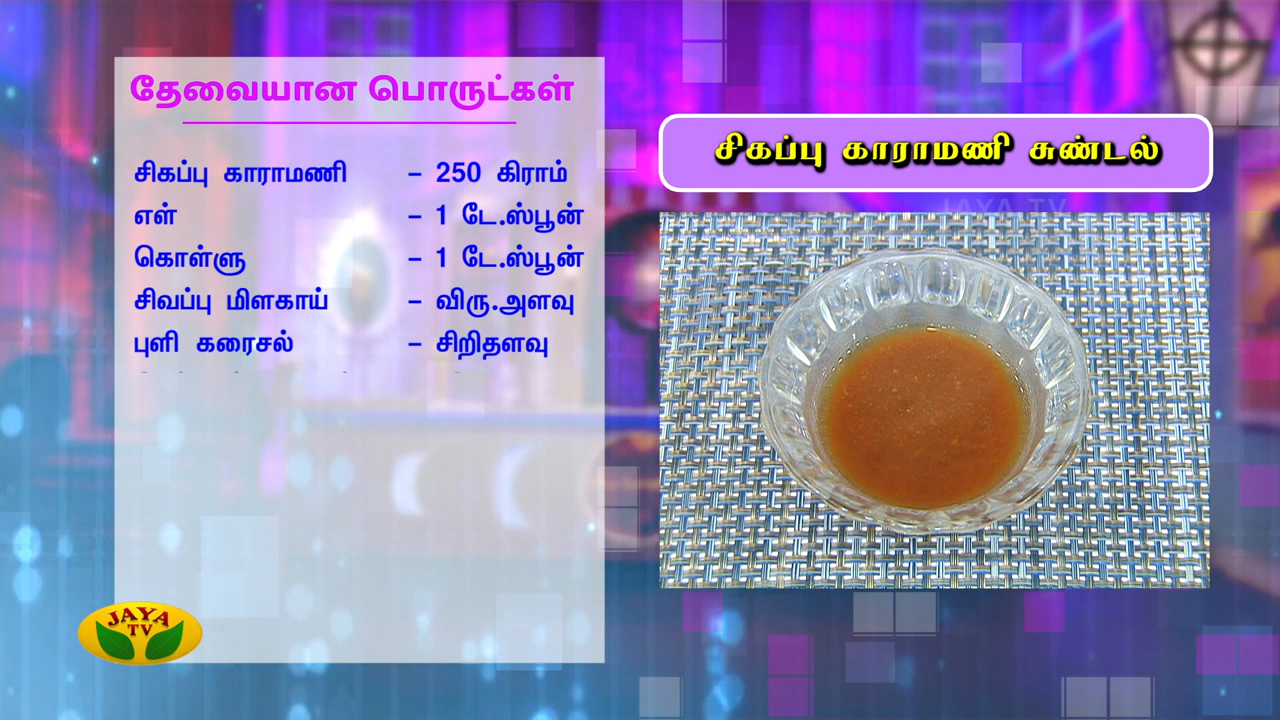 தேவையான பொருட்கள்
சிகப்பு காராமணி - 250 கிராம்
எள் - 1 டே.ஸ்பூன்
கொள்ளு - 1 டே.ஸ்பூன்
சிவப்பு மிளகாய் - விரு.அளவு
புளி கரைசல் - சிறிதளவு
சிகப்பு காராமணி சுண்டல்
JAYA TV
JAYA
TV